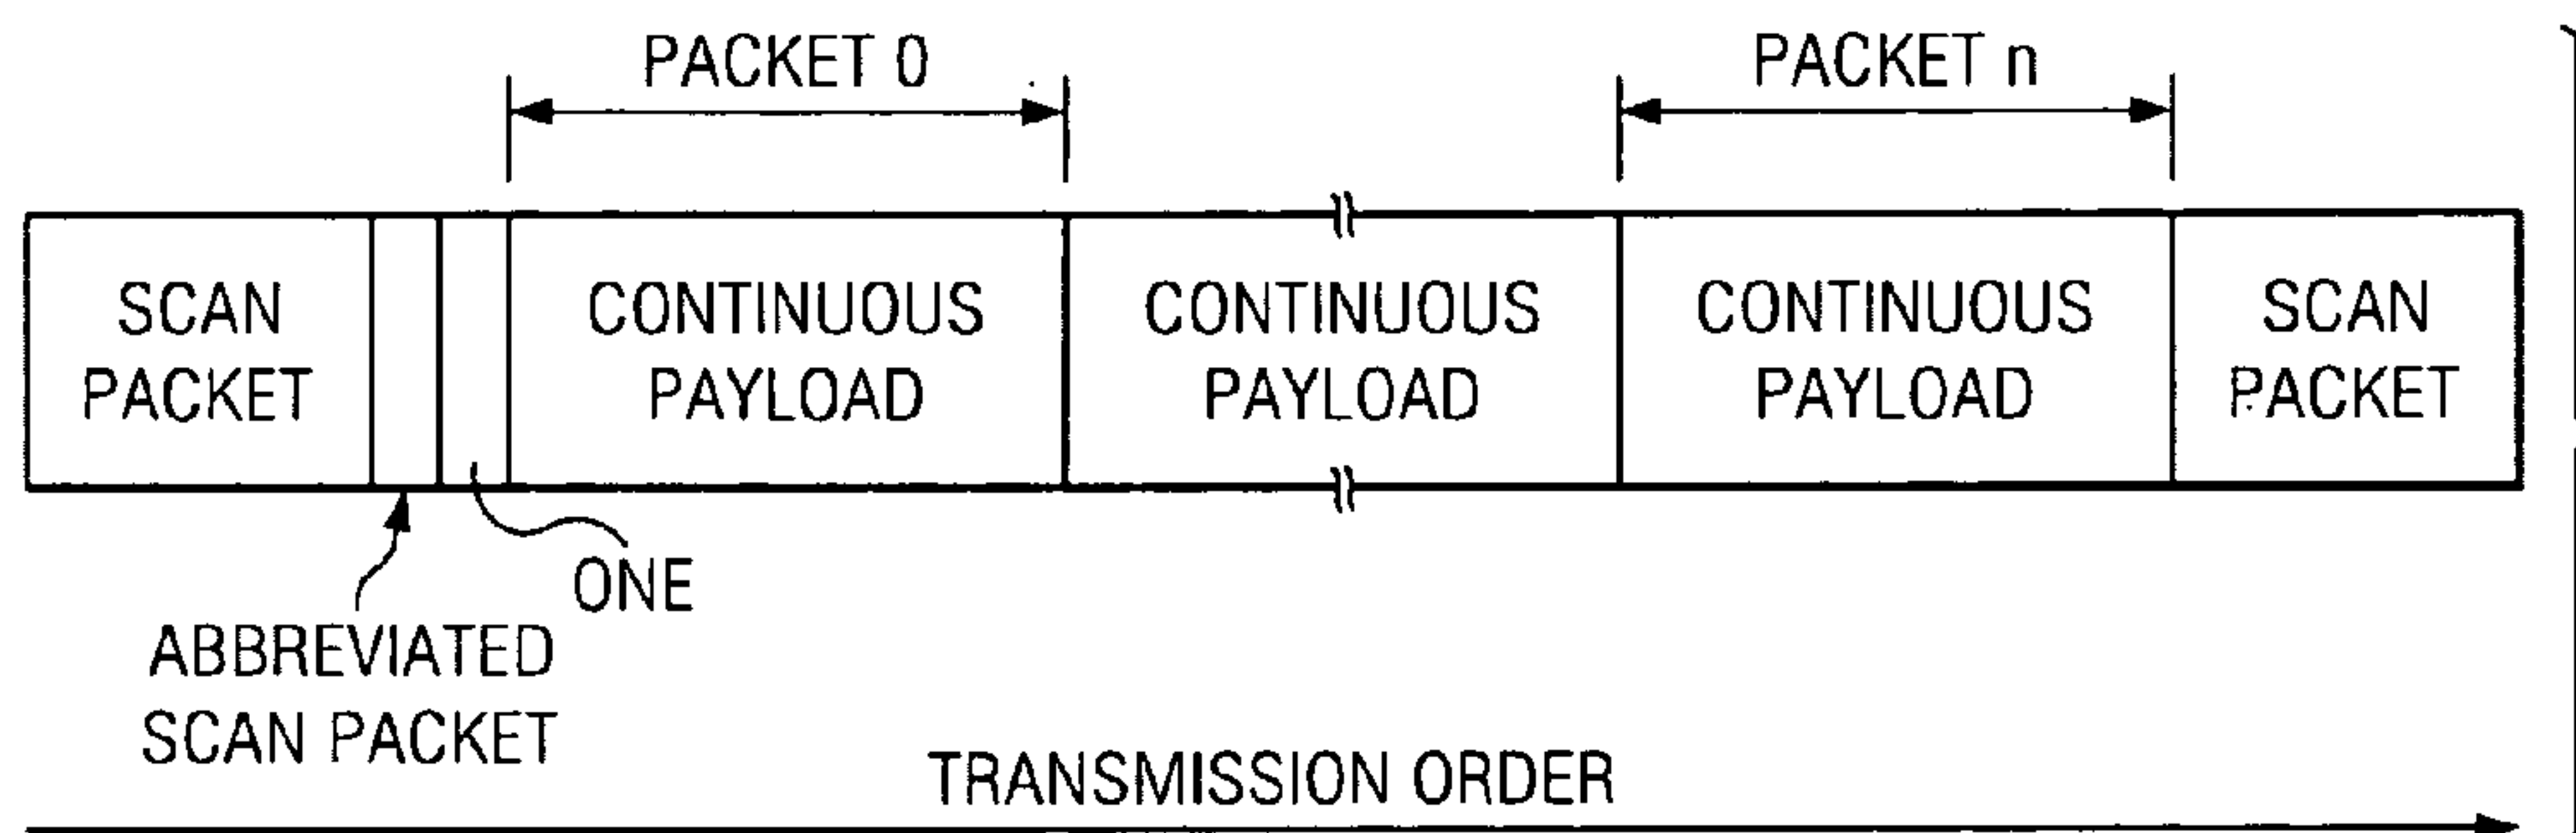 PACKET 0
PACKET n
SCAN
PACKET
CONTINUOUS
PAYLOAD
CONTINUOUS
PAYLOAD
CONTINUOUS
PAYLOAD
SCAN
PACKET
ONE
ABBREVIATED
SCAN PACKET
TRANSMISSION ORDER